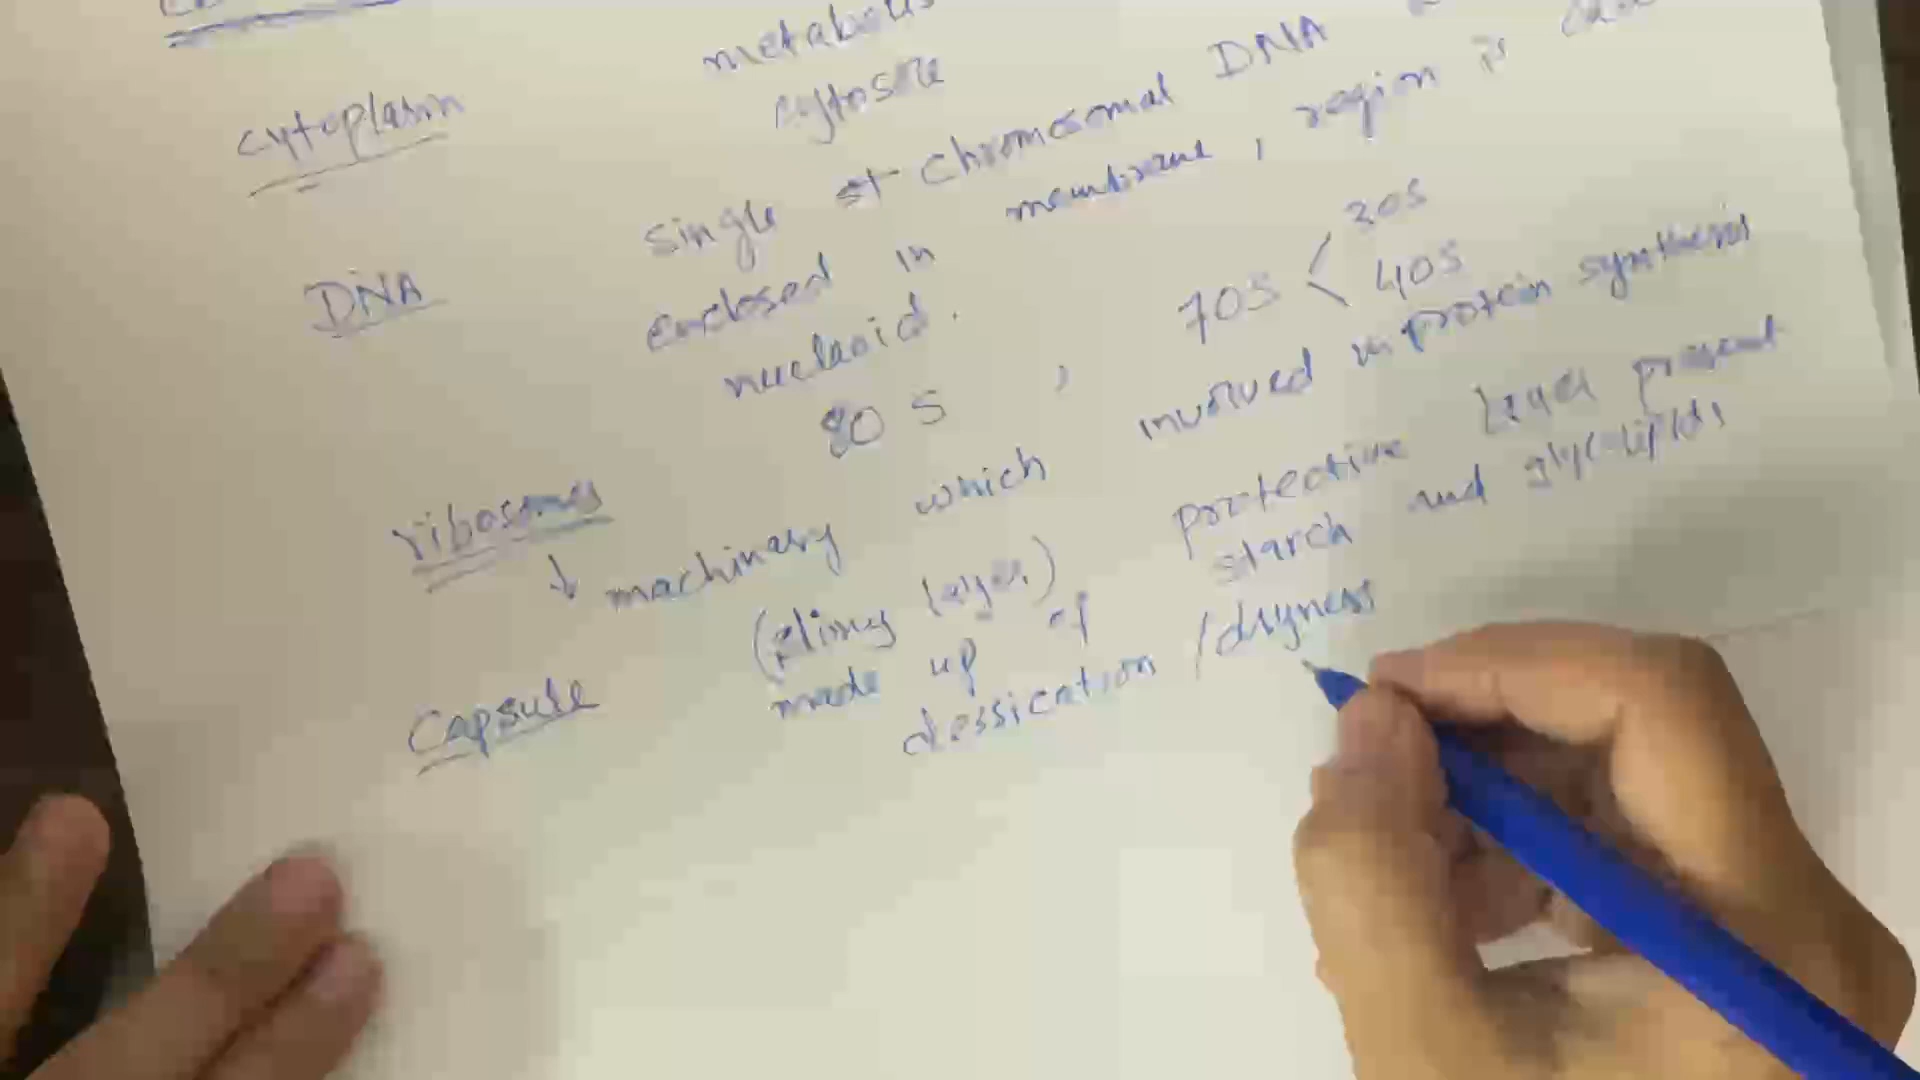 metabolis
cytoplasm cytosole
single st chromosomal DNA
DNA enclosed in membrane, region is
nucleoid.
80 S , 70S < 30S 40S
ribosomes
↓ machinary which involved in protein synthesis
Capsule (slimy layer) protective layer present
made up of starch and glycolipids
dessication /dryness